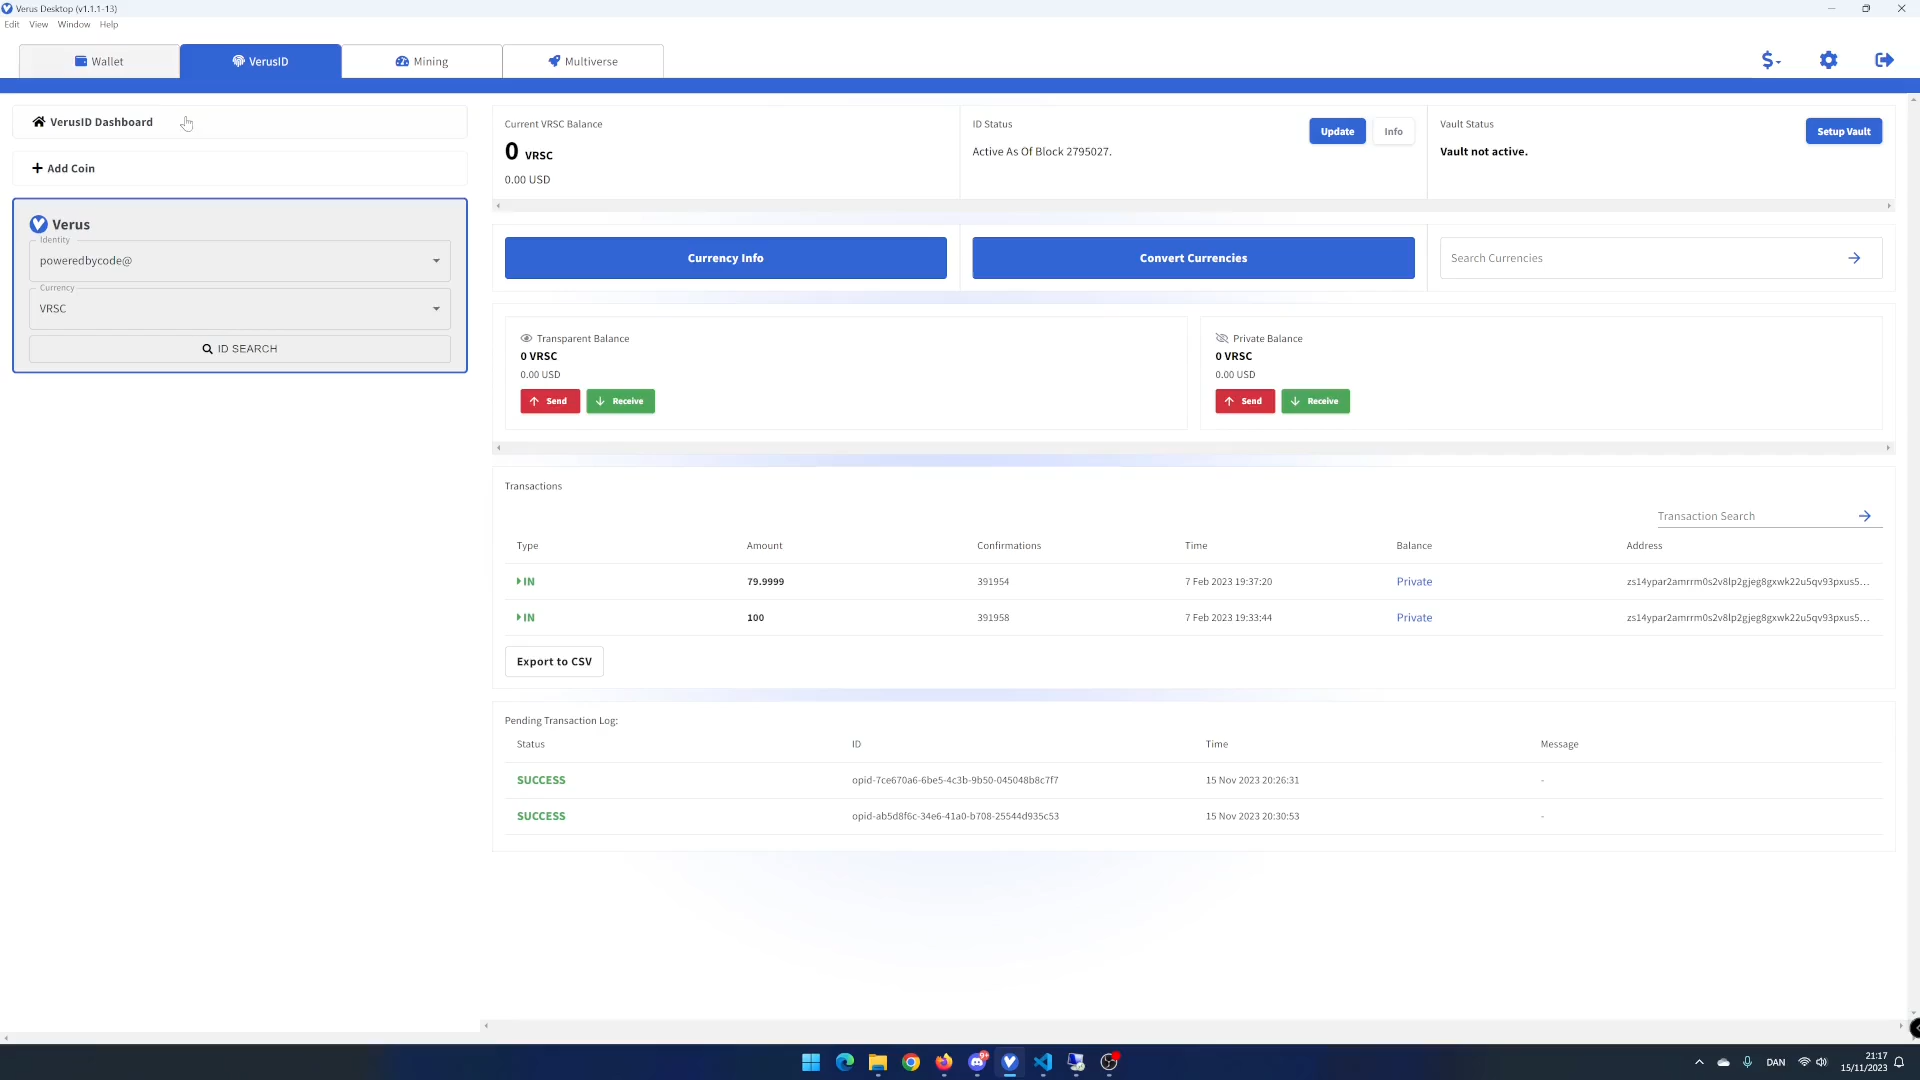 Verus Desktop (v1.1.1-13)
Edit View Window Help
Wallet VerusID Mining Multiverse
VerusID Dashboard
Add Coin
Verus
Identity
poweredbycode@
Currency
VRSC
ID SEARCH
Current VRSC Balance
0 VRSC
0.00 USD
ID Status
Active As Of Block 2795027.
Update Info
Vault Status
Vault not active.
Setup Vault
Currency Info
Convert Currencies
Search Currencies
Transparent Balance
0 VRSC
0.00 USD
Send Receive
Private Balance
0 VRSC
0.00 USD
Send Receive
Transactions
Transaction Search
Type Amount Confirmations Time Balance Address
IN 79.9999 391954 7 Feb 2023 19:37:20 Private zs14ypar2amrrm0s2v8lp2gjeg8gxwk22u5qv93pxus5...
IN 100 391958 7 Feb 2023 19:33:44 Private zs14ypar2amrrm0s2v8lp2gjeg8gxwk22u5qv93pxus5...
Export to CSV
Pending Transaction Log:
Status ID Time Message
SUCCESS opid-7ce670a6-6be5-4c3b-9b50-045048b8c7f7 15 Nov 2023 20:26:31 -
SUCCESS opid-ab5d8f6c-34e6-41a0-b708-25544d935c53 15 Nov 2023 20:30:53 -
9+
DAN
21:17
15/11/2023